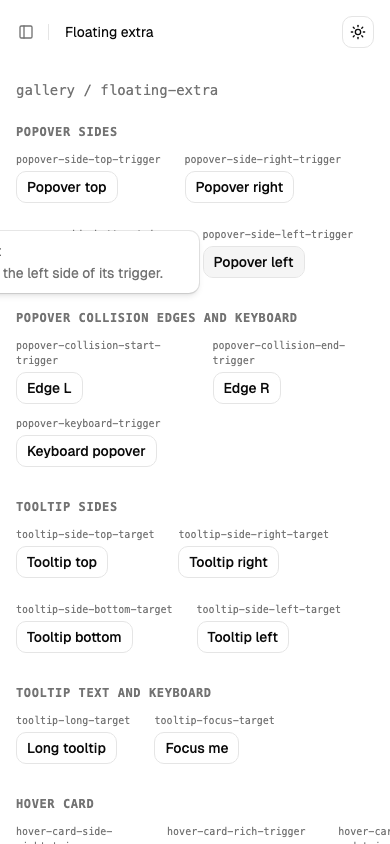 Floating extra
gallery / floating-extra
POPOVER SIDES
popover-side-top-trigger popover-side-right-trigger
Popover top Popover right
popover-side-left-trigger
the left side of its trigger. Popover left
POPOVER COLLISION EDGES AND KEYBOARD
popover-collision-start-trigger popover-collision-end-trigger
Edge L Edge R
popover-keyboard-trigger
Keyboard popover
TOOLTIP SIDES
tooltip-side-top-target tooltip-side-right-target
Tooltip top Tooltip right
tooltip-side-bottom-target tooltip-side-left-target
Tooltip bottom Tooltip left
TOOLTIP TEXT AND KEYBOARD
tooltip-long-target tooltip-focus-target
Long tooltip Focus me
HOVER CARD
hover-card-side- hover-card-rich-trigger hover-car